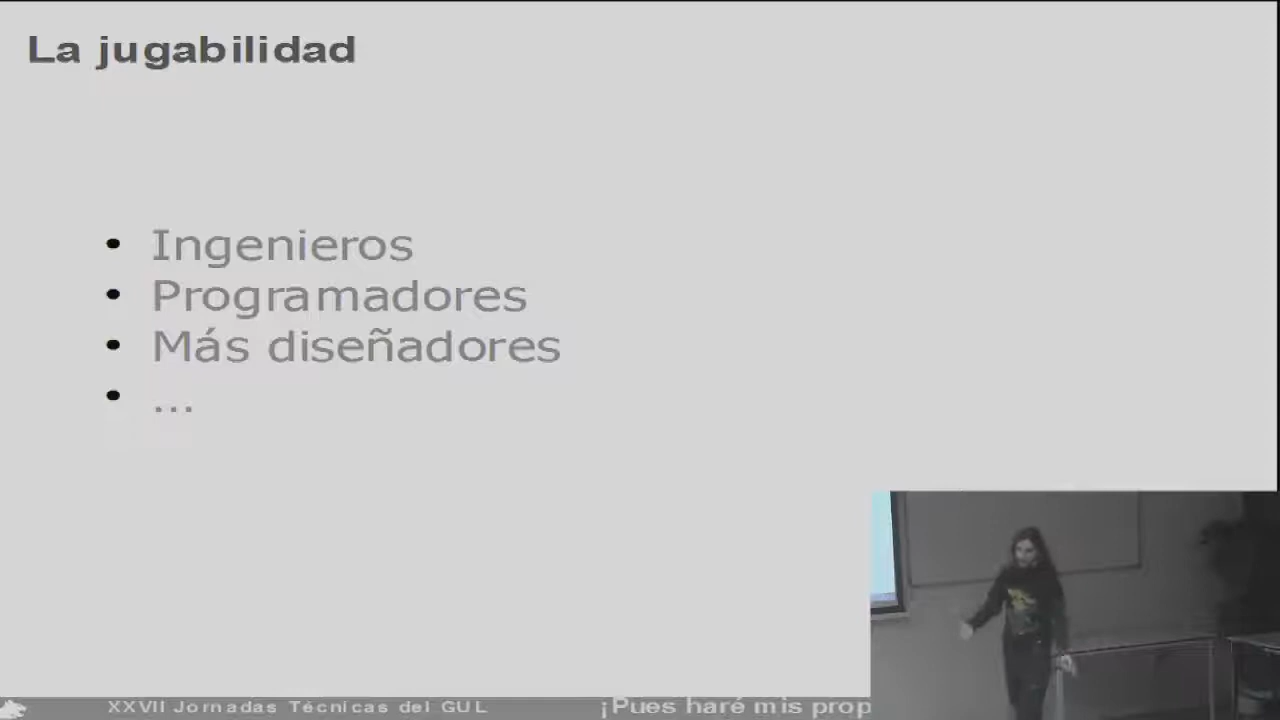 La jugabilidad
• Ingenieros
• Programadores
• Más diseñadores
• ...
XXVII Jornadas Técnicas del GUL
¡Pues haré mis prop